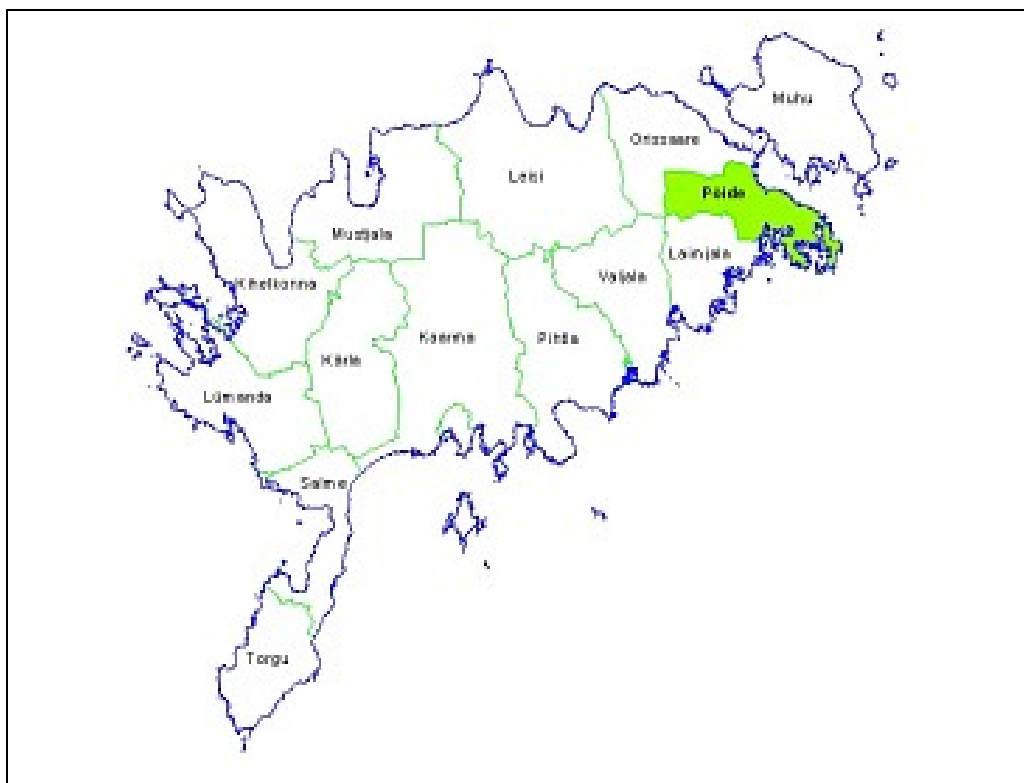 Muhu
Orissaare
Leisi
Pöide
Mustjala
Laimjala
Valjala
Kihelkonna
Kaarma
Pihtla
Kärla
Lümanda
Salme
Torgu